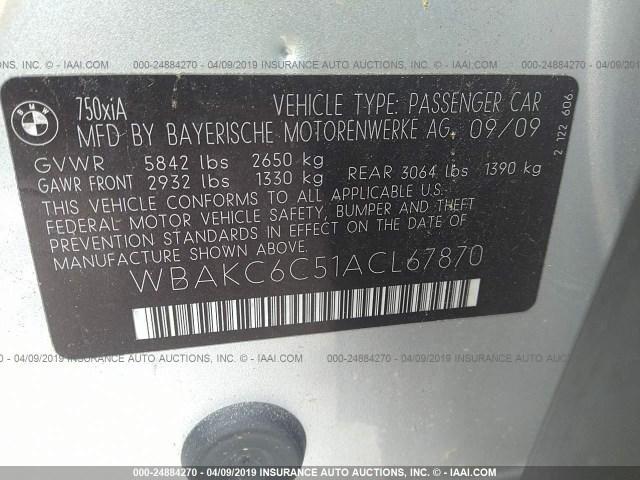 000-24884270 - 04/09/2019 INSURANCE AUTO AUCTIONS, INC. - © IAAI.COM
BMW
750xiA
VEHICLE TYPE: PASSENGER CAR
MFD BY BAYERISCHE MOTORENWERKE AG. 09/09
GVWR 5842 lbs 2650 kg
GAWR FRONT 2932 lbs 1330 kg REAR 3064 lbs 1390 kg
THIS VEHICLE CONFORMS TO ALL APPLICABLE U.S.
FEDERAL MOTOR VEHICLE SAFETY, BUMPER AND THEFT
PREVENTION STANDARDS IN EFFECT ON THE DATE OF
MANUFACTURE SHOWN ABOVE.
WBAKC6C51ACL67870
2 122 606
000-24884270 - 04/09/2019 INSURANCE AUTO AUCTIONS, INC. - © IAAI.COM
000-24884270 - 04/09/2019 INSURANCE AUTO AUCTIONS, INC. - © IAAI.COM